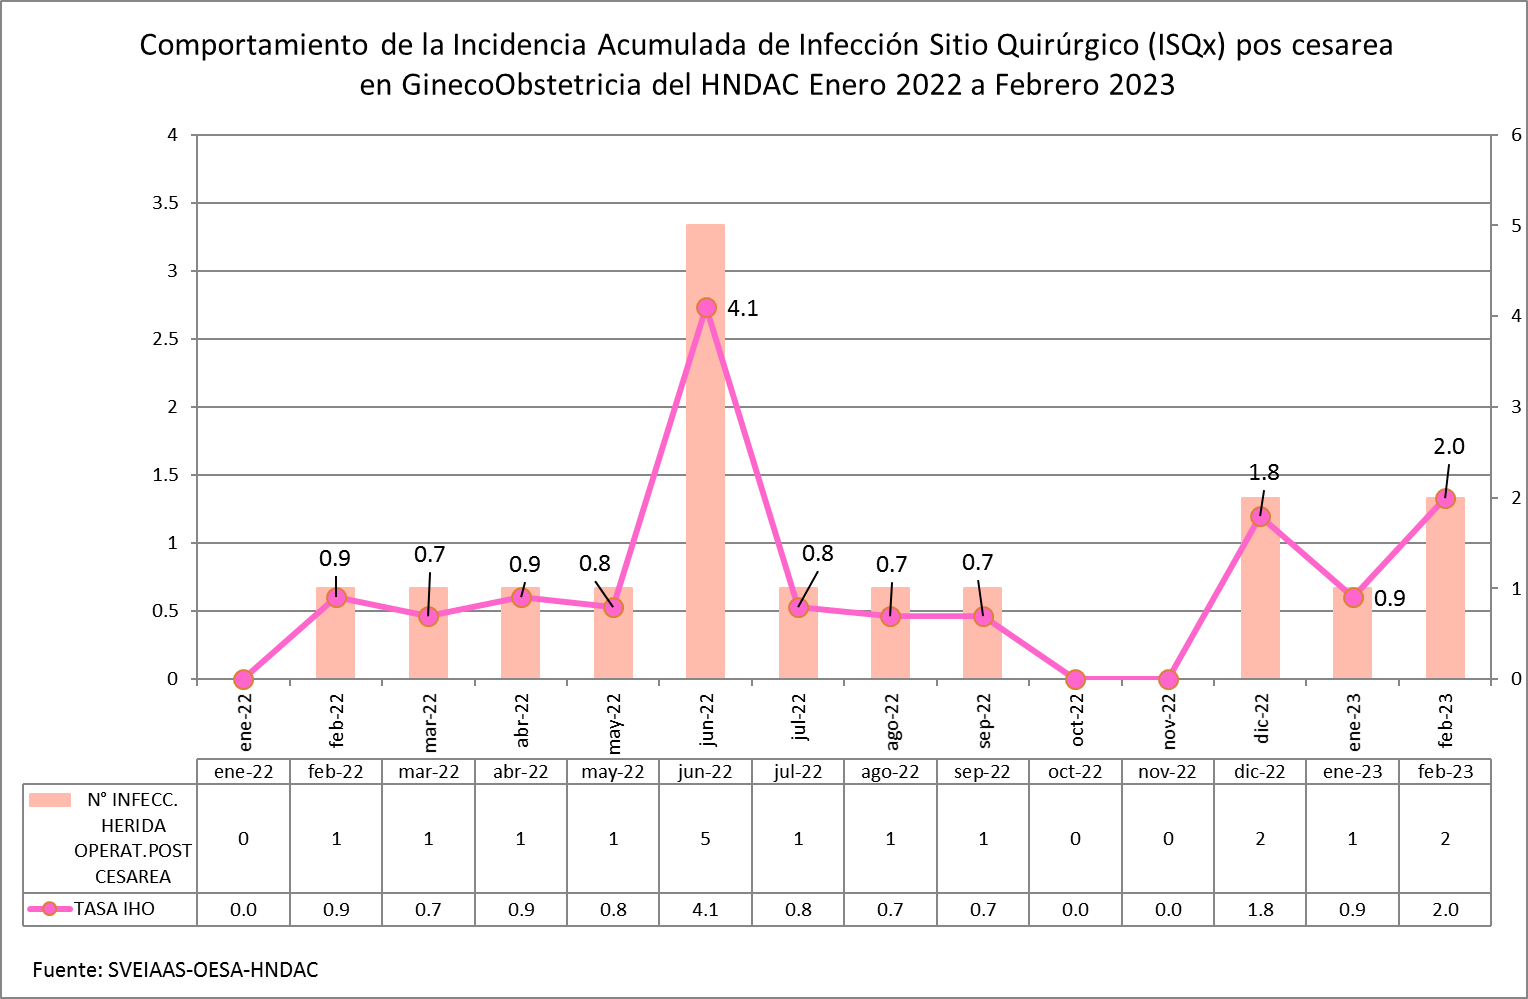 Comportamiento de la Incidencia Acumulada de Infección Sitio Quirúrgico (ISQx) pos cesarea
en GinecoObstetricia del HNDAC Enero 2022 a Febrero 2023
4
3.5
3
2.5
2
1.5
1
0.5
0
6
5
4
3
2
1
0
0.9
0.7
0.9
0.8
4.1
0.8
0.7
0.7
1.8
0.9
2.0
ene-22 feb-22 mar-22 abr-22 may-22 jun-22 jul-22 ago-22 sep-22 oct-22 nov-22 dic-22 ene-23 feb-23
ene-22 feb-22 mar-22 abr-22 may-22 jun-22 jul-22 ago-22 sep-22 oct-22 nov-22 dic-22 ene-23 feb-23
N° INFECC.
HERIDA
OPERAT.POST
CESAREA
0 1 1 1 1 5 1 1 1 0 0 2 1 2
TASA IHO 0.0 0.9 0.7 0.9 0.8 4.1 0.8 0.7 0.7 0.0 0.0 1.8 0.9 2.0
Fuente: SVEIAAS-OESA-HNDAC